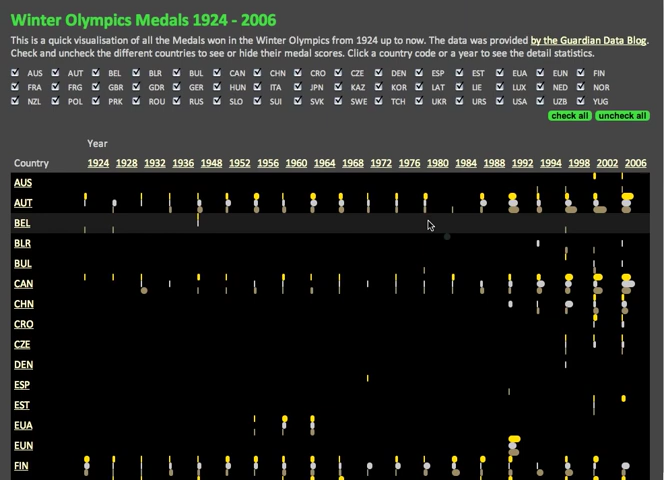 Winter Olympics Medals 1924 - 2006
This is a quick visualisation of all the Medals won in the Winter Olympics from 1924 up to now. The data was provided by the Guardian Data Blog.
Check and uncheck the different countries to see or hide their medal scores. Click a country code or a year to see the detail statistics.
AUS AUT BEL BLR BUL CAN CHN CRO CZE DEN ESP EST EUA EUN FIN
FRA FRG GBR GDR GER HUN ITA JPN KAZ KOR LAT LIE LUX NED NOR
NZL POL PRK ROU RUS SLO SUI SVK SWE TCH UKR URS USA UZB YUG
check all uncheck all
Year
Country 1924 1928 1932 1936 1948 1952 1956 1960 1964 1968 1972 1976 1980 1984 1988 1992 1994 1998 2002 2006
AUS
AUT
BEL
BLR
BUL
CAN
CHN
CRO
CZE
DEN
ESP
EST
EUA
EUN
FIN